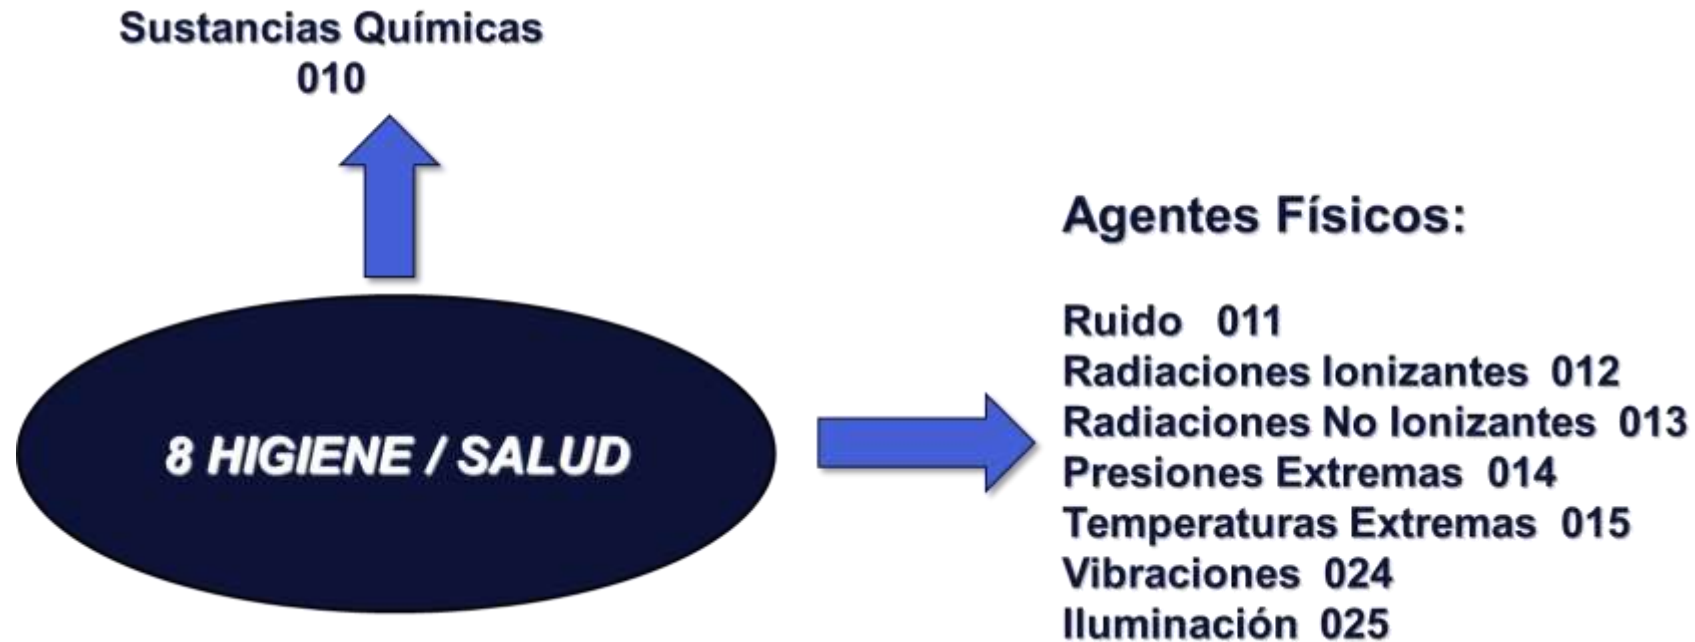 Sustancias Químicas
010
8 HIGIENE / SALUD
Agentes Físicos:
Ruido 011
Radiaciones Ionizantes 012
Radiaciones No Ionizantes 013
Presiones Extremas 014
Temperaturas Extremas 015
Vibraciones 024
Iluminación 025